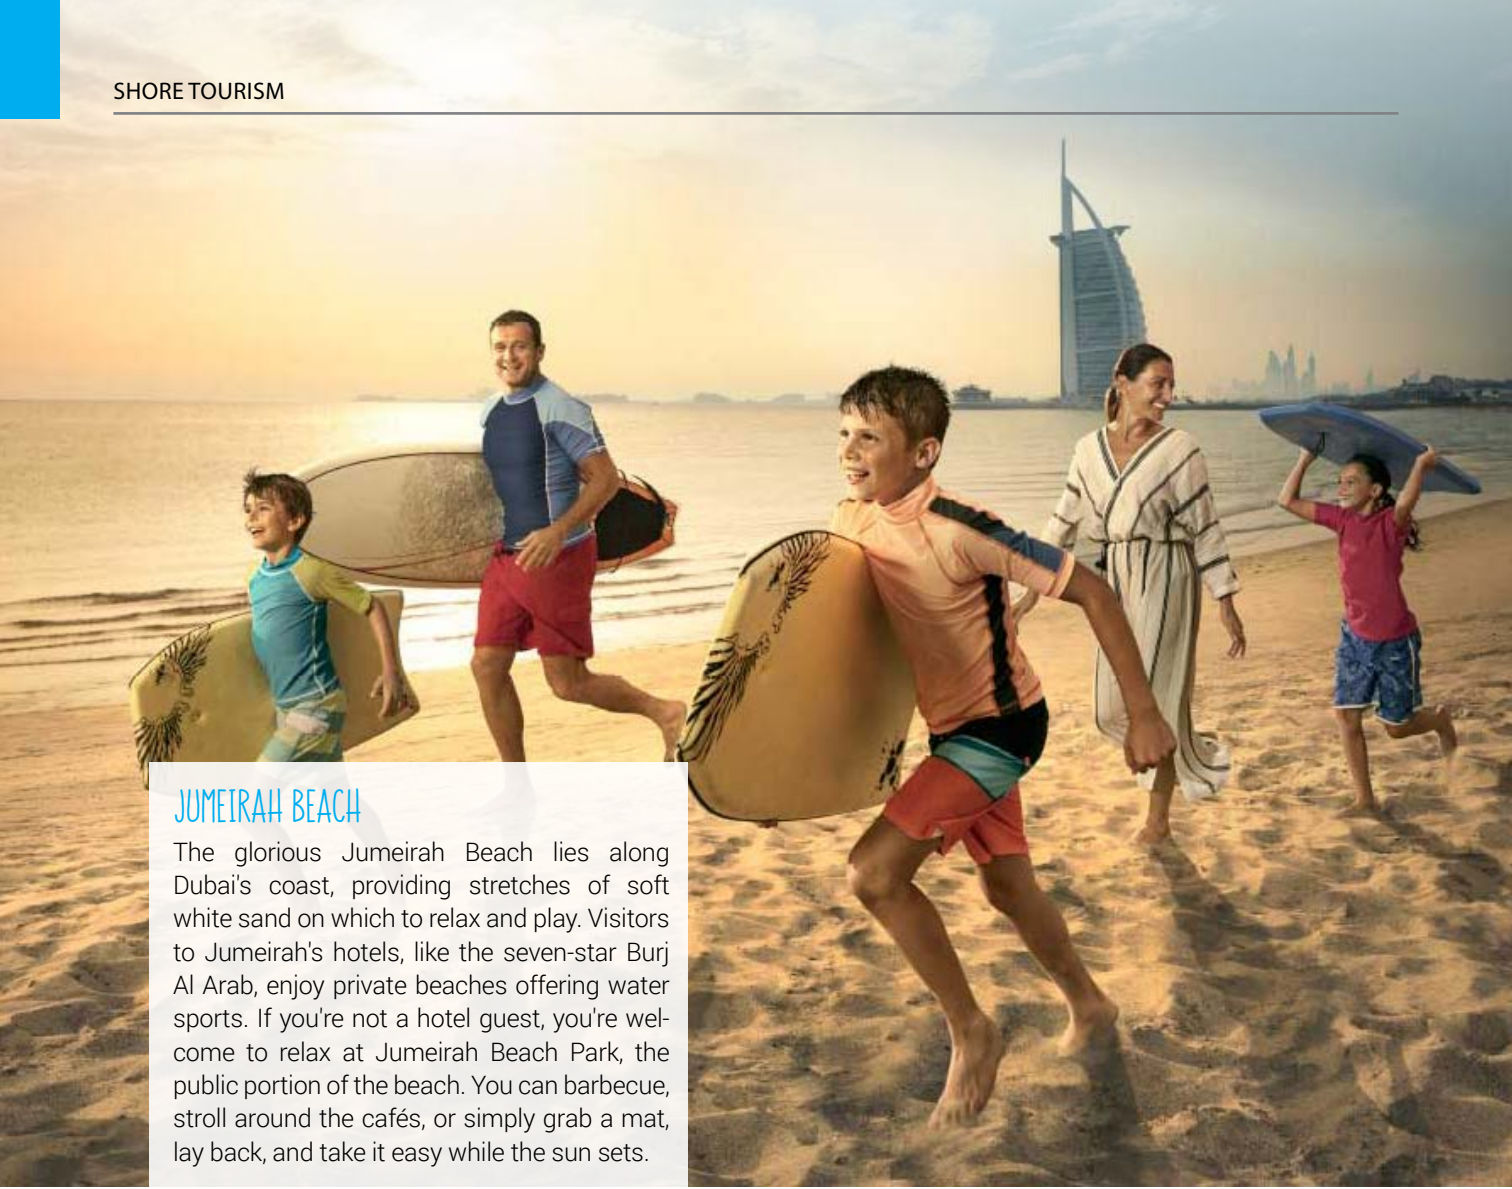 SHORE TOURISM
JUMEIRAH BEACH
The glorious Jumeirah Beach lies along
Dubai's coast, providing stretches of soft
white sand on which to relax and play. Visitors
to Jumeirah's hotels, like the seven-star Burj
Al Arab, enjoy private beaches offering water
sports. If you're not a hotel guest, you're wel-
come to relax at Jumeirah Beach Park, the
public portion of the beach. You can barbecue,
stroll around the cafés, or simply grab a mat,
lay back, and take it easy while the sun sets.